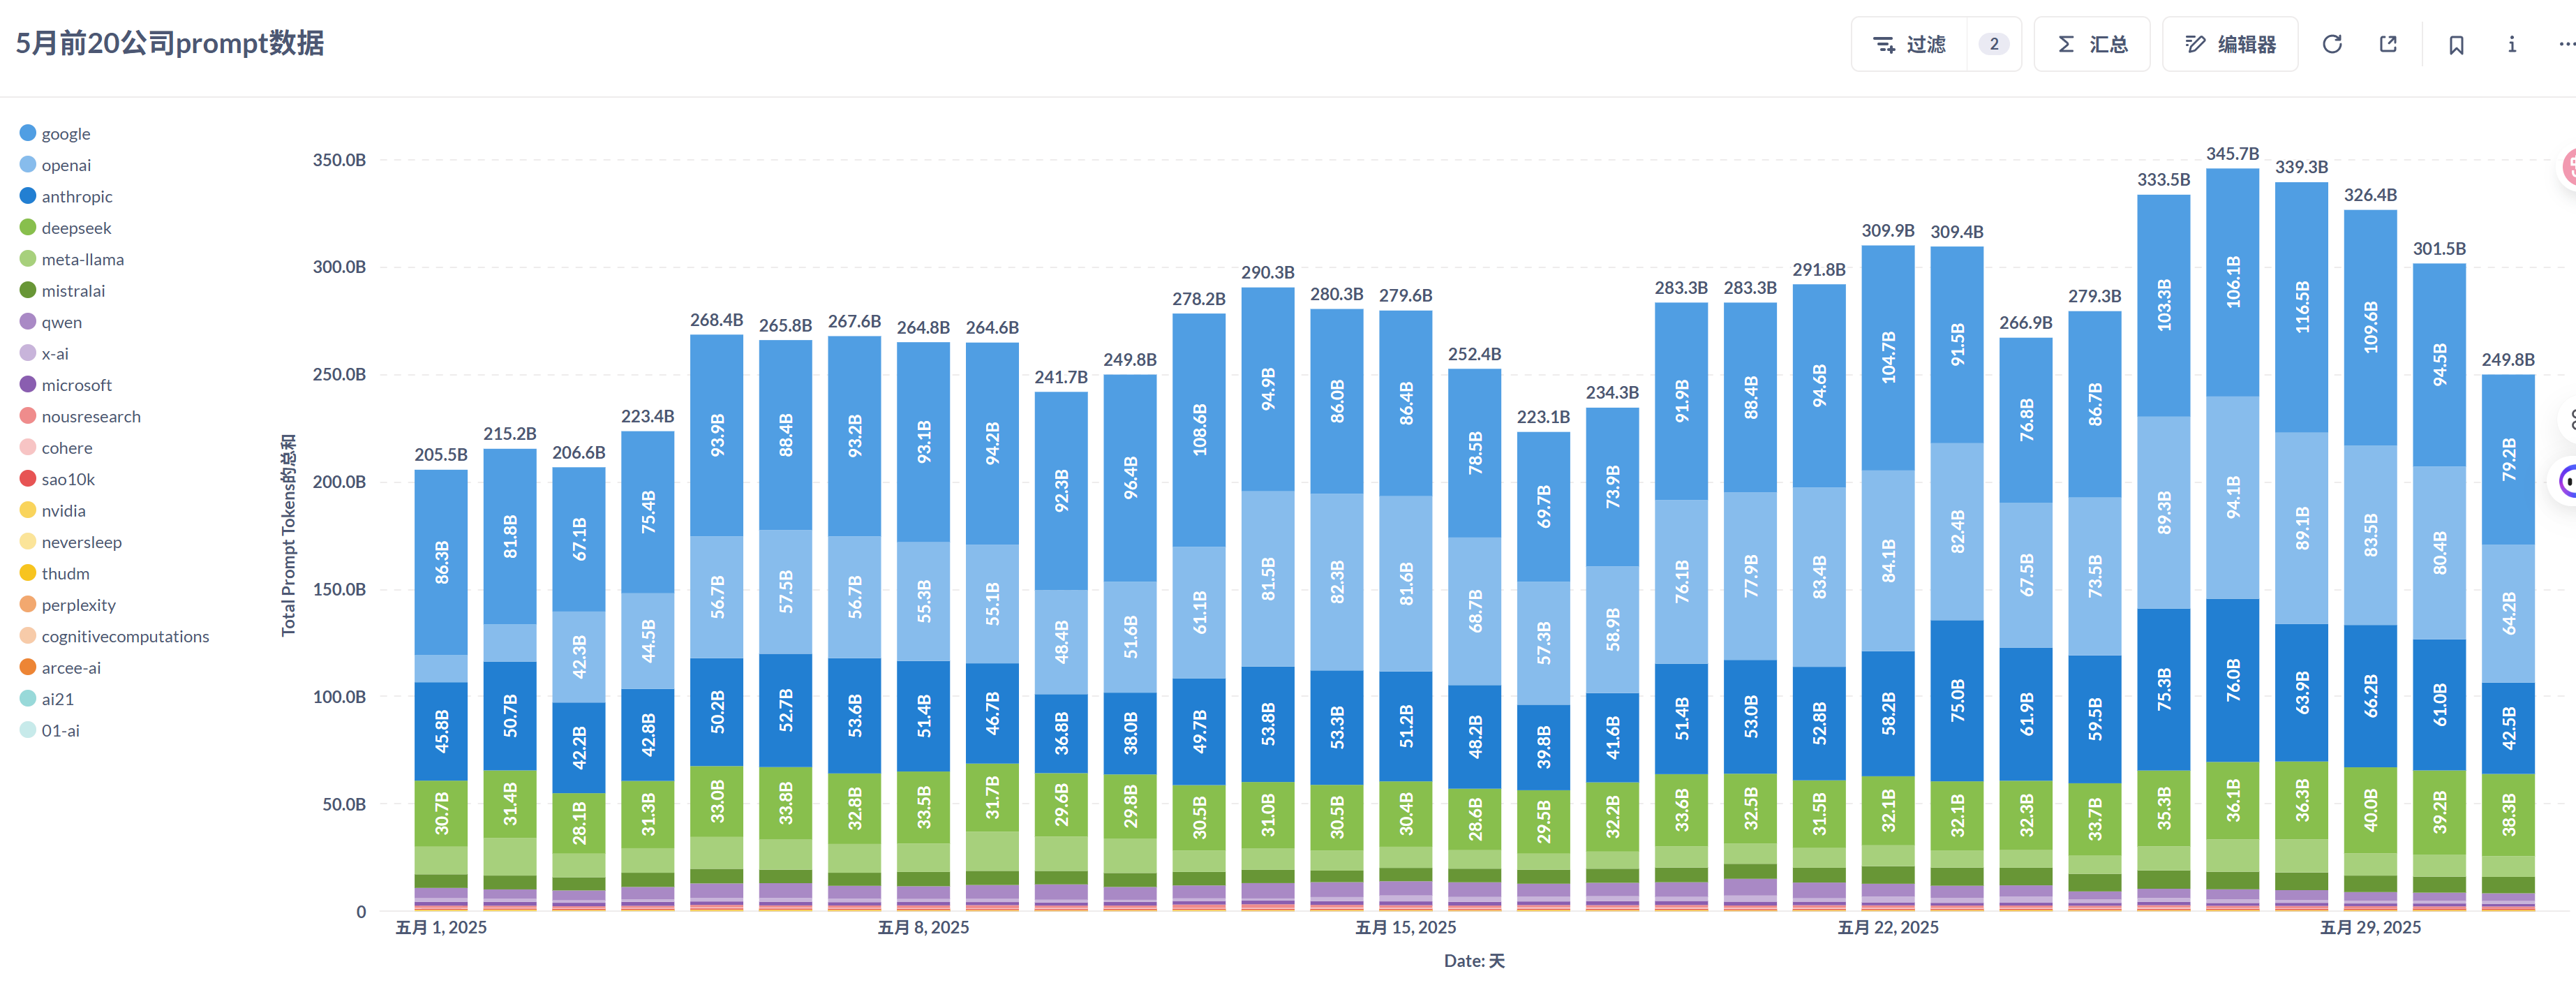 5月前20公司prompt数据
过滤 2 汇总 编辑器
google
openai
anthropic
deepseek
meta-llama
mistralai
qwen
x-ai
microsoft
nousresearch
cohere
sao10k
nvidia
neversleep
thudm
perplexity
cognitivecomputations
arcee-ai
ai21
01-ai
Total Prompt Tokens的总和
350.0B
300.0B
250.0B
200.0B
150.0B
100.0B
50.0B
0
205.5B
86.3B
45.8B
30.7B
215.2B
81.8B
50.7B
31.4B
206.6B
67.1B
42.3B
42.2B
28.1B
223.4B
75.4B
44.5B
42.8B
31.3B
268.4B
93.9B
56.7B
50.2B
33.0B
265.8B
88.4B
57.5B
52.7B
33.8B
267.6B
93.2B
56.7B
53.6B
32.8B
264.8B
93.1B
55.3B
51.4B
33.5B
264.6B
94.2B
55.1B
46.7B
31.7B
241.7B
92.3B
48.4B
36.8B
29.6B
249.8B
96.4B
51.6B
38.0B
29.8B
278.2B
108.6B
61.1B
49.7B
30.5B
290.3B
94.9B
81.5B
53.8B
31.0B
280.3B
86.0B
82.3B
53.3B
30.5B
279.6B
86.4B
81.6B
51.2B
30.4B
252.4B
78.5B
68.7B
48.2B
28.6B
223.1B
69.7B
57.3B
39.8B
29.5B
234.3B
73.9B
58.9B
41.6B
32.2B
283.3B
91.9B
76.1B
51.4B
33.6B
283.3B
88.4B
77.9B
53.0B
32.5B
291.8B
94.6B
83.4B
52.8B
31.5B
309.9B
104.7B
84.1B
58.2B
32.1B
309.4B
91.5B
82.4B
75.0B
32.1B
266.9B
76.8B
67.5B
61.9B
32.3B
279.3B
86.7B
73.5B
59.5B
33.7B
333.5B
103.3B
89.3B
75.3B
35.3B
345.7B
106.1B
94.1B
76.0B
36.1B
339.3B
116.5B
89.1B
63.9B
36.3B
326.4B
109.6B
83.5B
66.2B
40.0B
301.5B
94.5B
80.4B
61.0B
39.2B
249.8B
79.2B
64.2B
42.5B
38.3B
五月 1, 2025
五月 8, 2025
五月 15, 2025
五月 22, 2025
五月 29, 2025
Date: 天